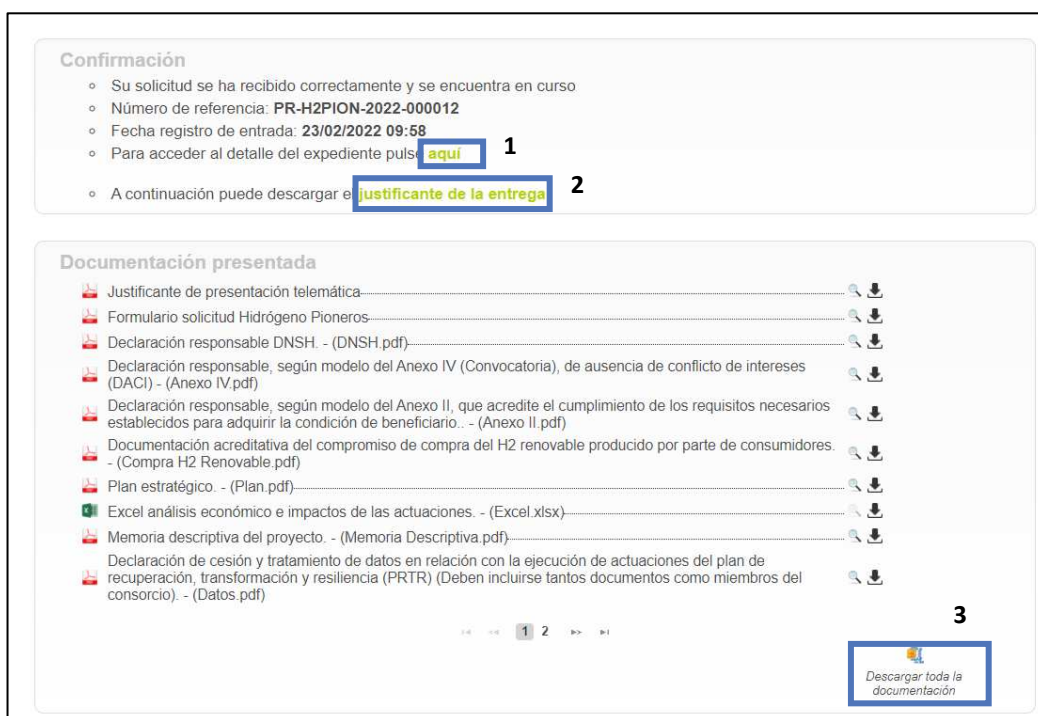 Confirmación
Su solicitud se ha recibido correctamente y se encuentra en curso
Número de referencia: PR-H2PION-2022-000012
Fecha registro de entrada: 23/02/2022 09:58
Para acceder al detalle del expediente pulse aquí
1
A continuación puede descargar el justificante de la entrega
2
Documentación presentada
Justificante de presentación telemática
Formulario solicitud Hidrógeno Pioneros
Declaración responsable DNSH. - (DNSH.pdf)
Declaración responsable, según modelo del Anexo IV (Convocatoria), de ausencia de conflicto de intereses
(DACI) - (Anexo IV.pdf)
Declaración responsable, según modelo del Anexo II, que acredite el cumplimiento de los requisitos necesarios
establecidos para adquirir la condición de beneficiario.. - (Anexo II.pdf)
Documentación acreditativa del compromiso de compra del H2 renovable producido por parte de consumidores.
- (Compra H2 Renovable.pdf)
Plan estratégico. - (Plan.pdf)
Excel análisis económico e impactos de las actuaciones. - (Excel.xlsx)
Memoria descriptiva del proyecto. - (Memoria Descriptiva.pdf)
Declaración de cesión y tratamiento de datos en relación con la ejecución de actuaciones del plan de
recuperación, transformación y resiliencia (PRTR) (Deben incluirse tantos documentos como miembros del
consorcio). - (Datos.pdf)
1 2
3
Descargar toda la
documentación